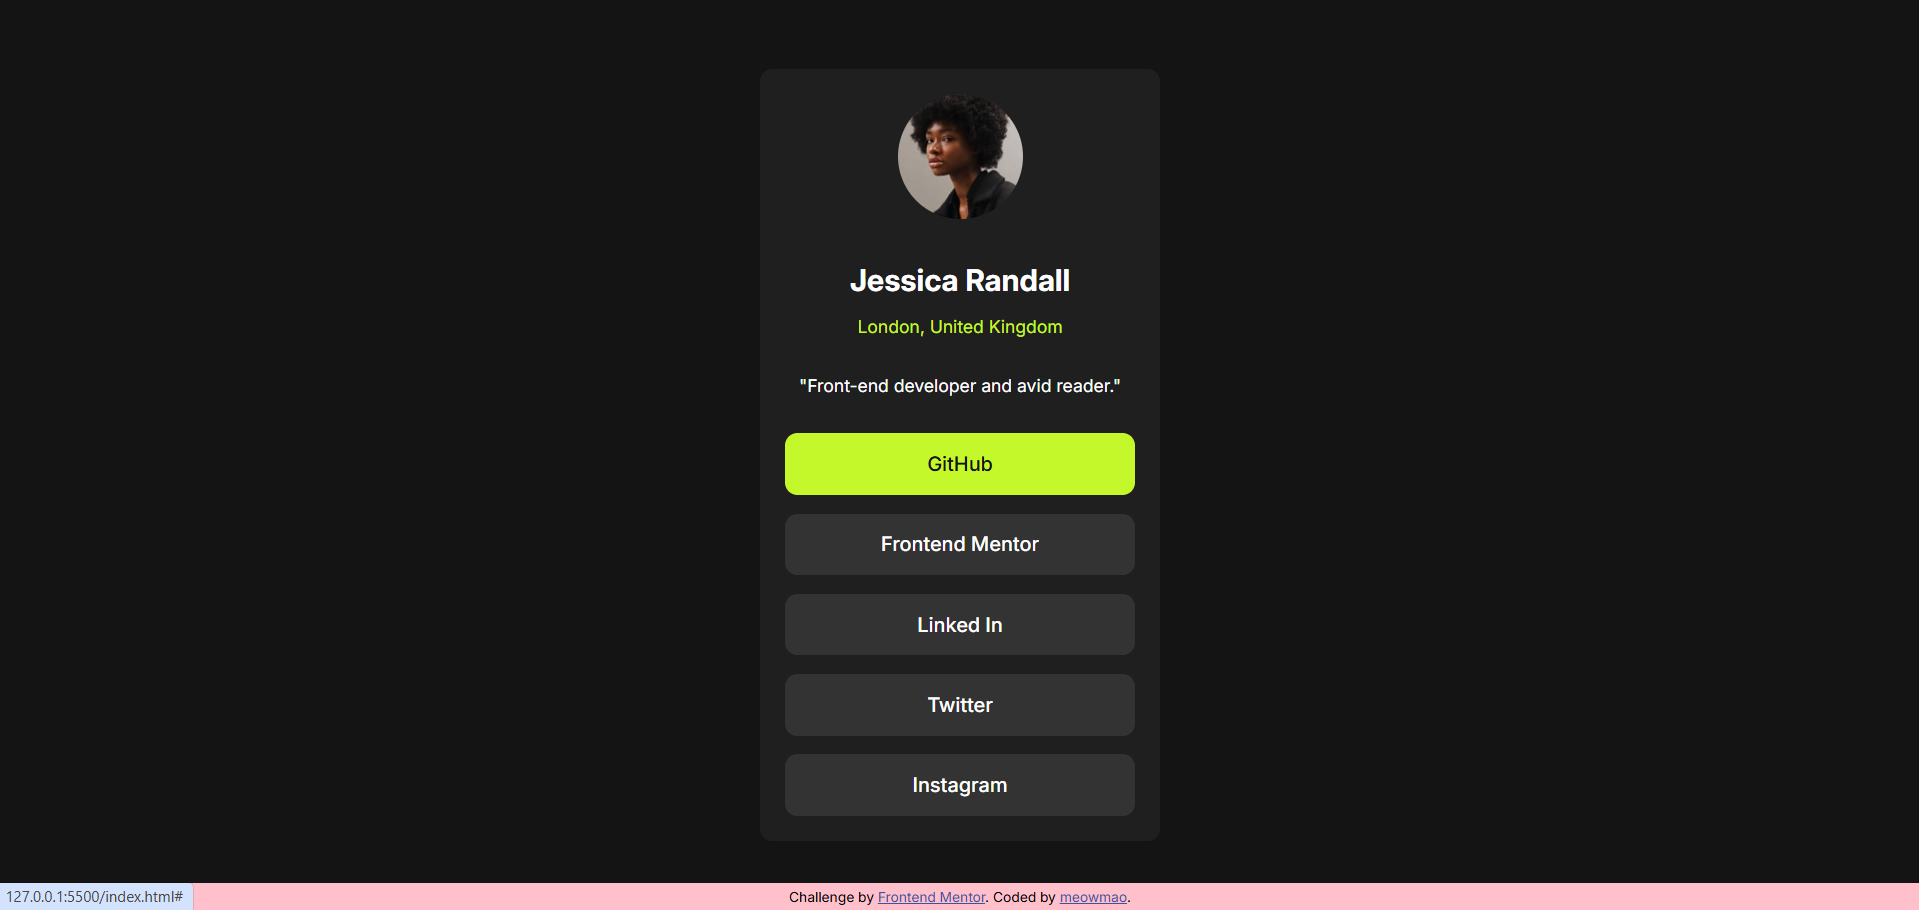 Jessica Randall
London, United Kingdom
"Front-end developer and avid reader."
GitHub
Frontend Mentor
Linked In
Twitter
Instagram
127.0.0.1:5500/index.html#
Challenge by Frontend Mentor. Coded by meowmao.